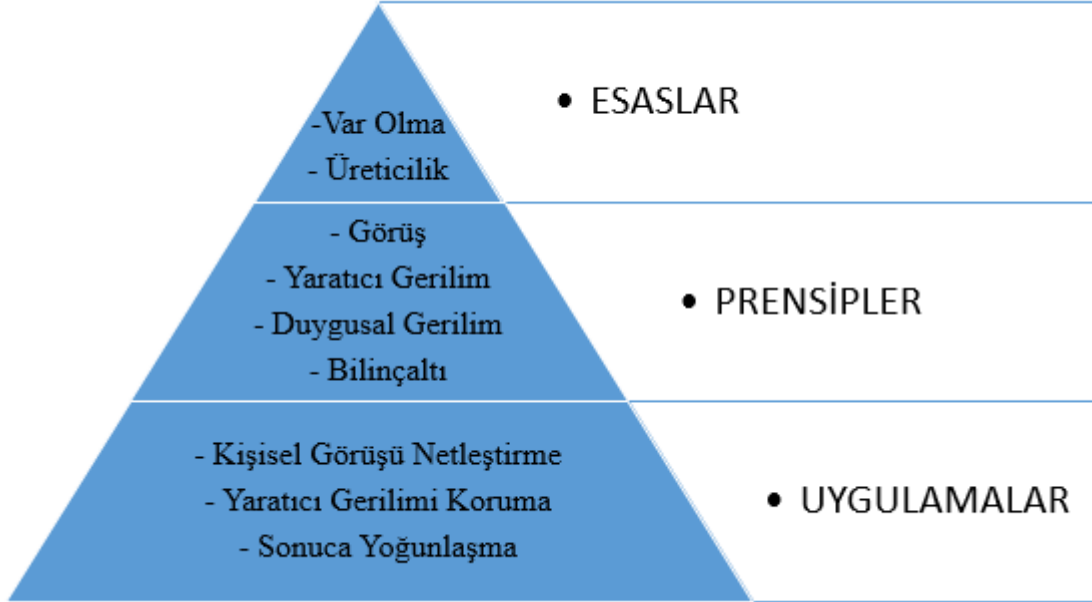 -Var Olma
- Üreticilik
• ESASLAR
- Görüş
- Yaratıcı Gerilim
- Duygusal Gerilim
- Bilinçaltı
• PRENSİPLER
- Kişisel Görüşü Netleştirme
- Yaratıcı Gerilimi Koruma
- Sonuca Yoğunlaşma
• UYGULAMALAR